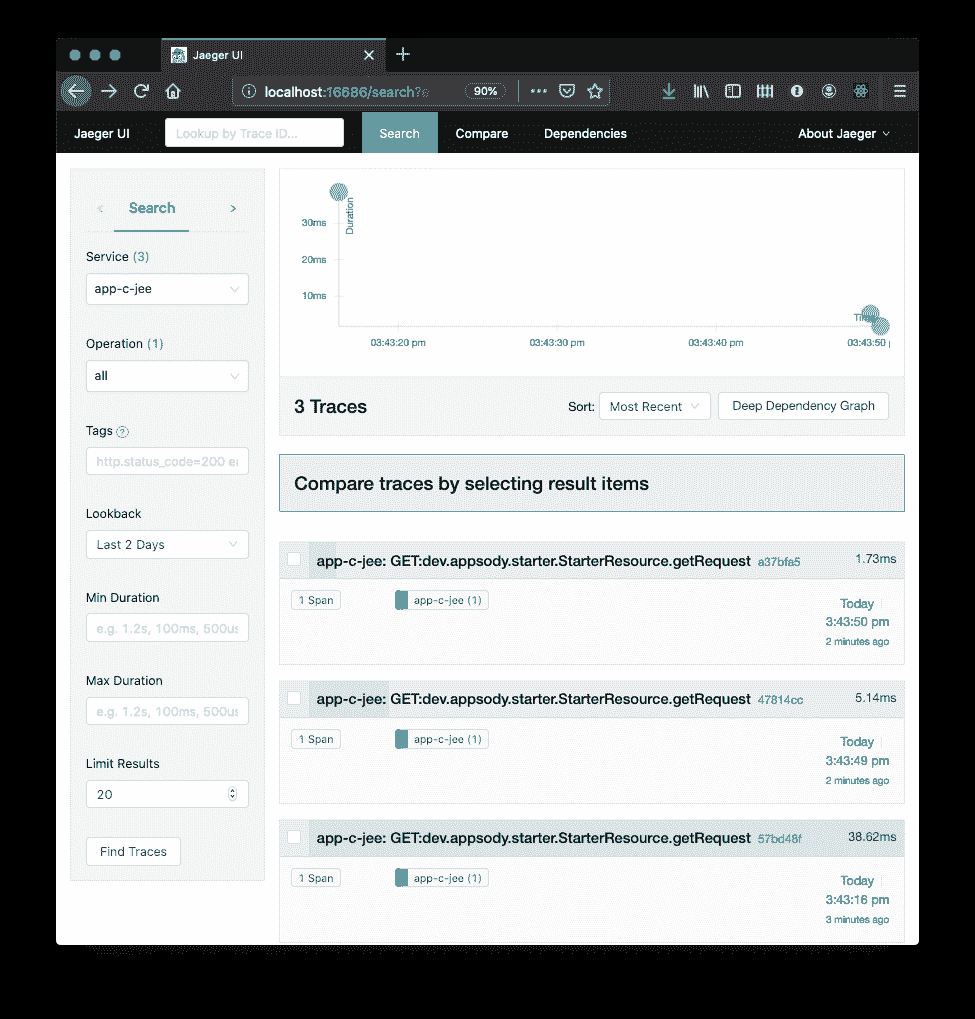 Jaeger UI
localhost:16686/search?
90%
Jaeger UI
Lookup by Trace ID...
Search
Compare
Dependencies
About Jaeger
Search
Service (3)
app-c-jee
Operation (1)
all
Tags
http.status_code=200 e
Lookback
Last 2 Days
Min Duration
e.g. 1.2s, 100ms, 500us
Max Duration
e.g. 1.2s, 100ms, 500us
Limit Results
20
Find Traces
Duration
30ms
20ms
10ms
Time
03:43:20 pm
03:43:30 pm
03:43:40 pm
03:43:50
3 Traces
Sort:
Most Recent
Deep Dependency Graph
Compare traces by selecting result items
app-c-jee: GET:dev.appsody.starter.StarterResource.getRequest a37bfa5
1.73ms
1 Span
app-c-jee (1)
Today
3:43:50 pm
2 minutes ago
app-c-jee: GET:dev.appsody.starter.StarterResource.getRequest 47814cc
5.14ms
1 Span
app-c-jee (1)
Today
3:43:49 pm
2 minutes ago
app-c-jee: GET:dev.appsody.starter.StarterResource.getRequest 57bd48f
38.62ms
1 Span
app-c-jee (1)
Today
3:43:16 pm
3 minutes ago